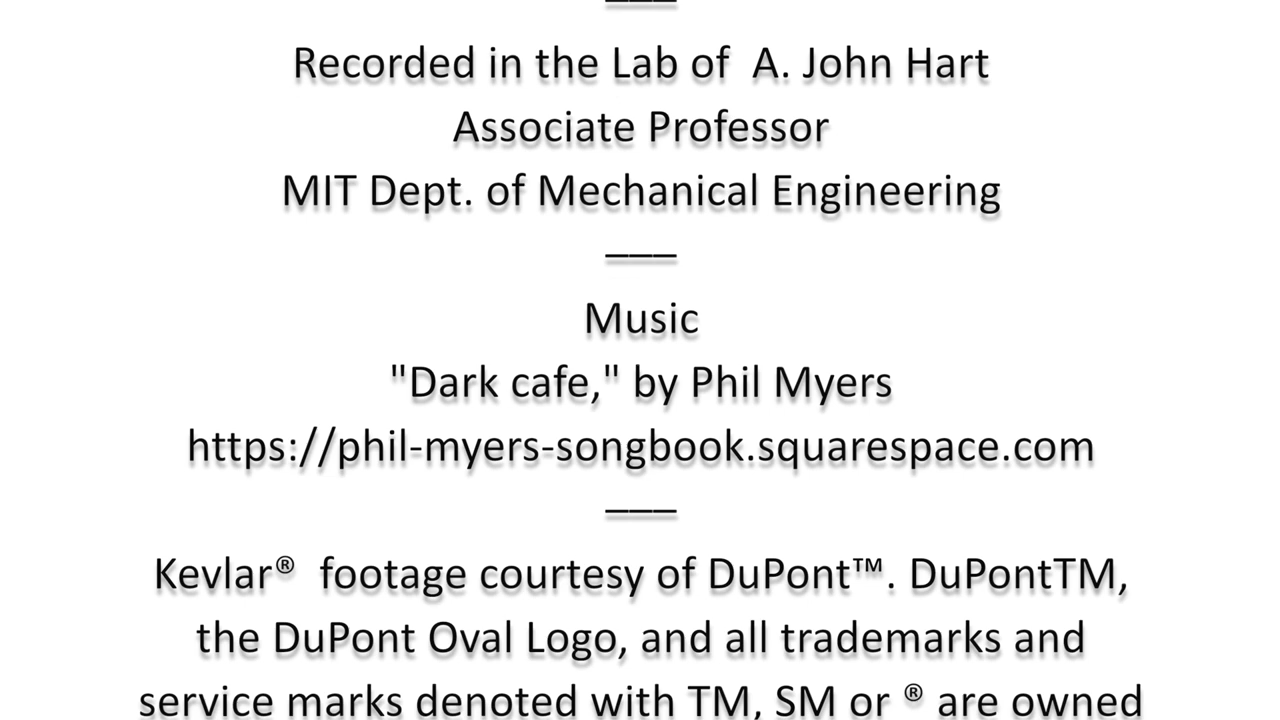 Recorded in the Lab of  A. John Hart
Associate Professor
MIT Dept. of Mechanical Engineering
___
Music
"Dark cafe," by Phil Myers
https://phil-myers-songbook.squarespace.com
___
Kevlar®  footage courtesy of DuPont™. DuPontTM,
the DuPont Oval Logo, and all trademarks and
service marks denoted with TM, SM or ® are owned